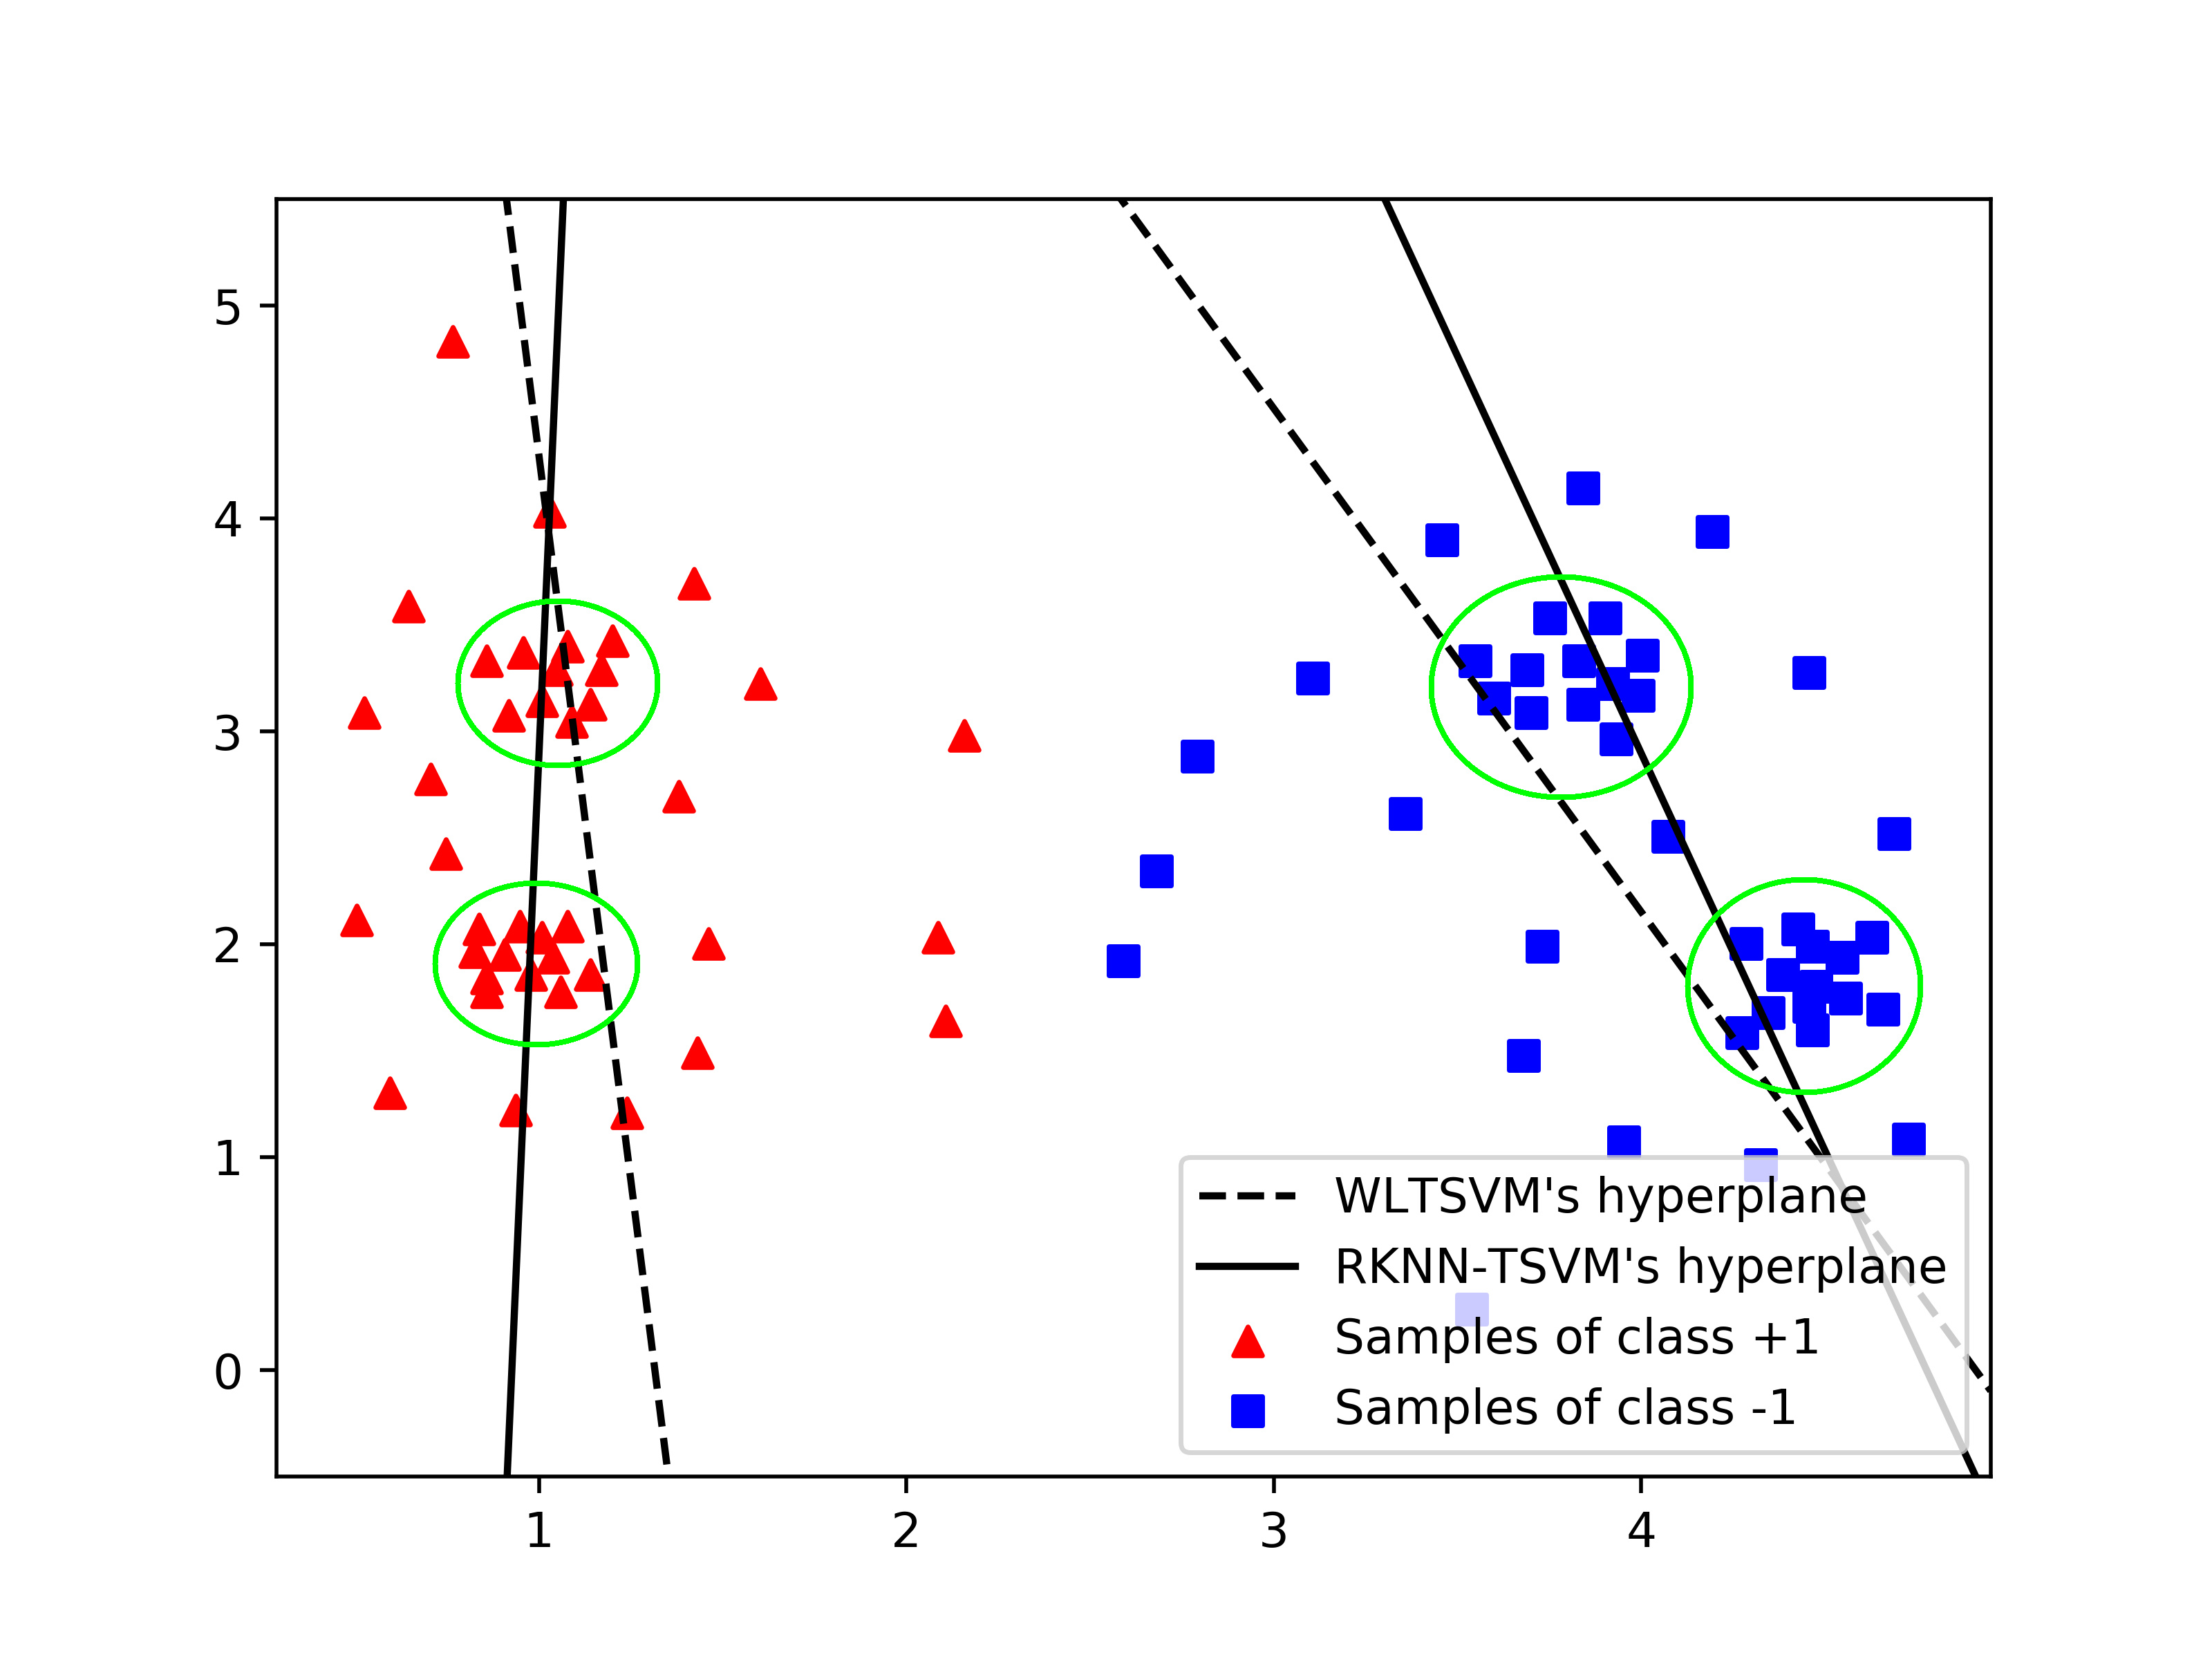 5
4
3
2
1
0
1 2 3 4
WLTSVM's hyperplane
RKNN-TSVM's hyperplane
Samples of class +1
Samples of class -1